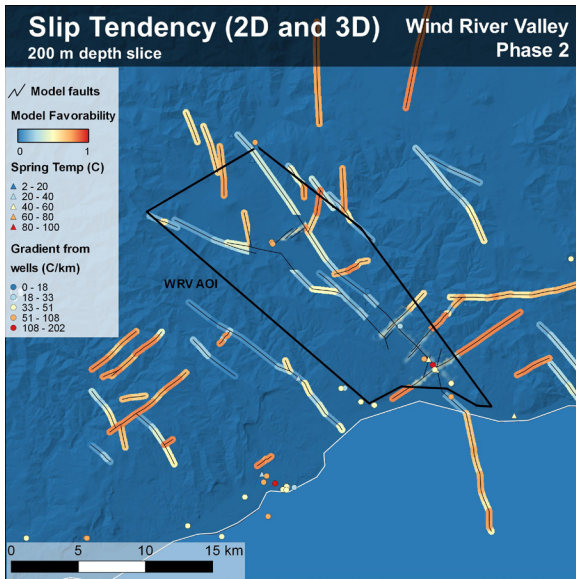 Slip Tendency (2D and 3D)
200 m depth slice
Wind River Valley
Phase 2
Model faults
Model Favorability
0 1
Spring Temp (C)
2 - 20
20 - 40
40 - 60
60 - 80
80 - 100
Gradient from
wells (C/km)
0 - 18
18 - 33
33 - 51
51 - 108
108 - 202
WRV AOI
0 5 10 15 km